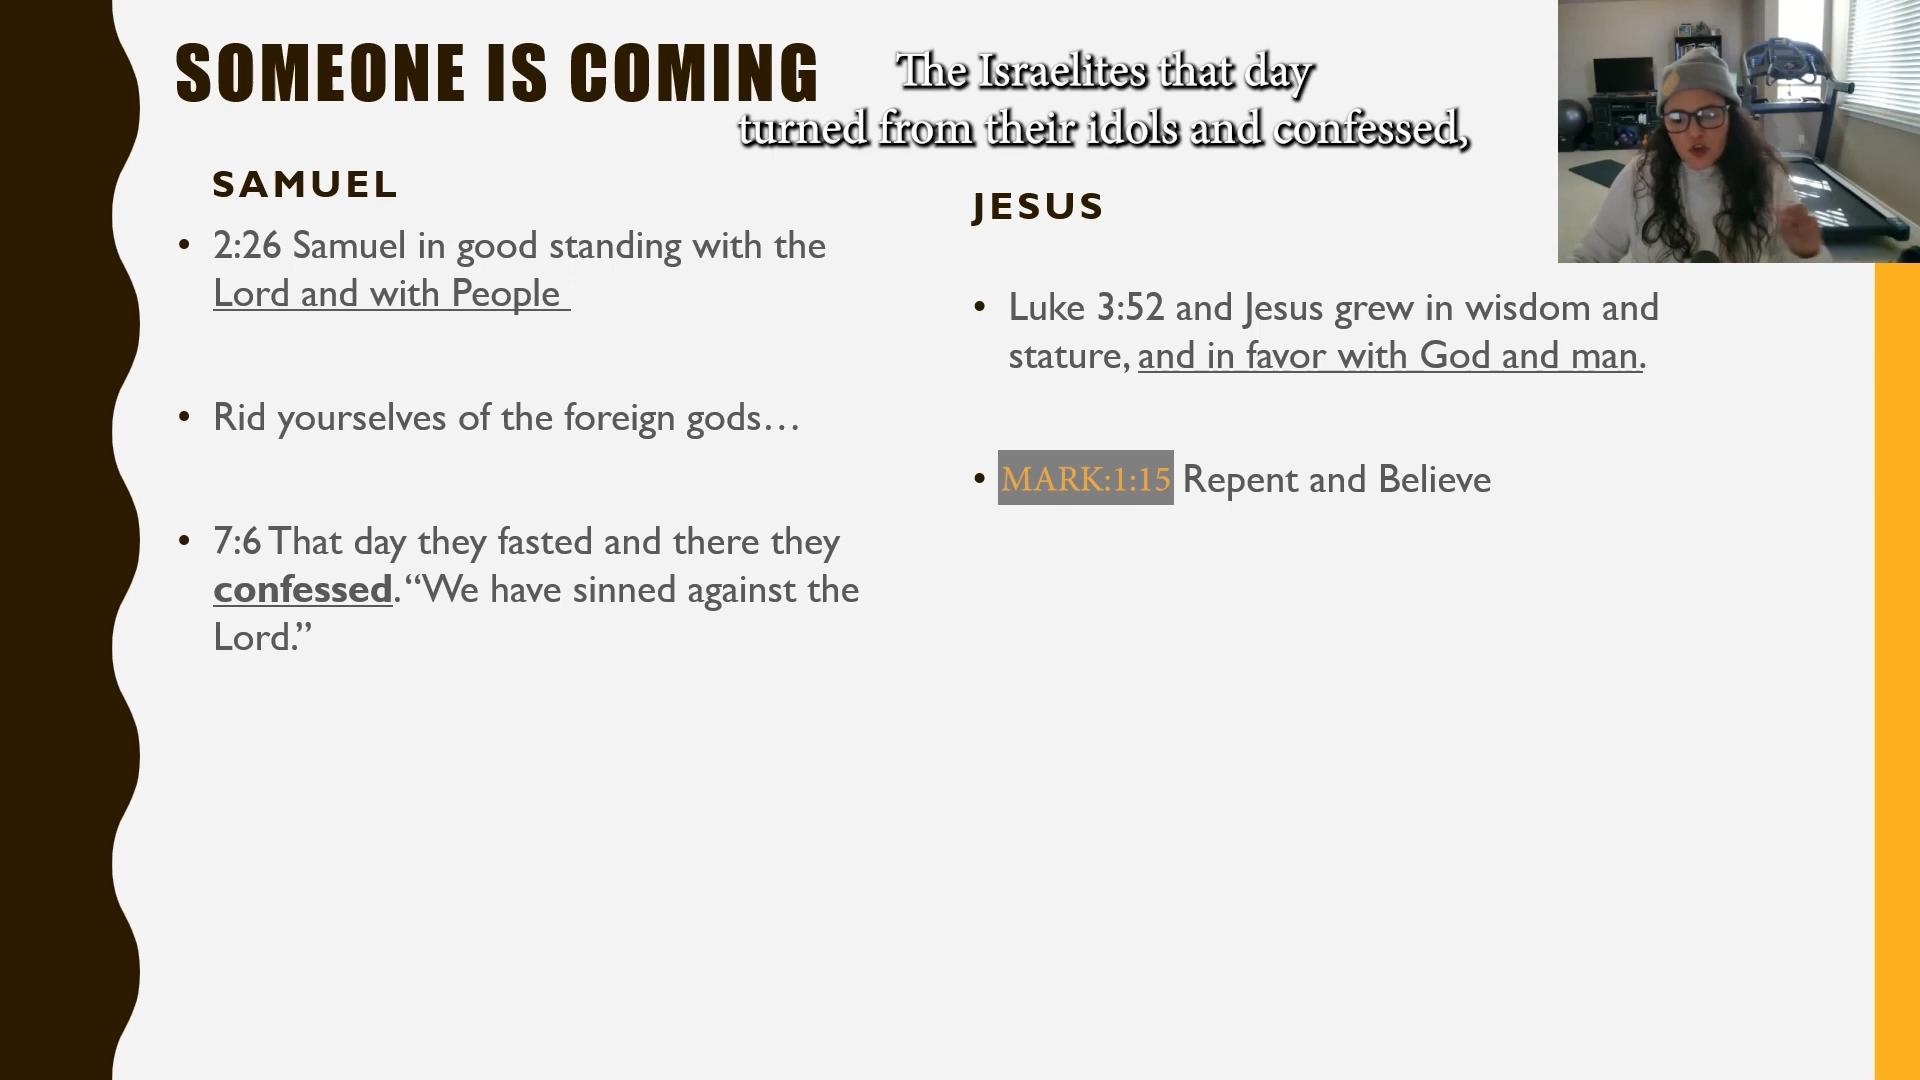 SOMEONE IS COMING
The Israelites that day
turned from their idols and confessed,
SAMUEL
• 2:26 Samuel in good standing with the
Lord and with People
• Rid yourselves of the foreign gods…
• 7:6 That day they fasted and there they
confessed. “We have sinned against the
Lord.”
JESUS
• Luke 3:52 and Jesus grew in wisdom and
stature, and in favor with God and man.
• MARK:1:15 Repent and Believe